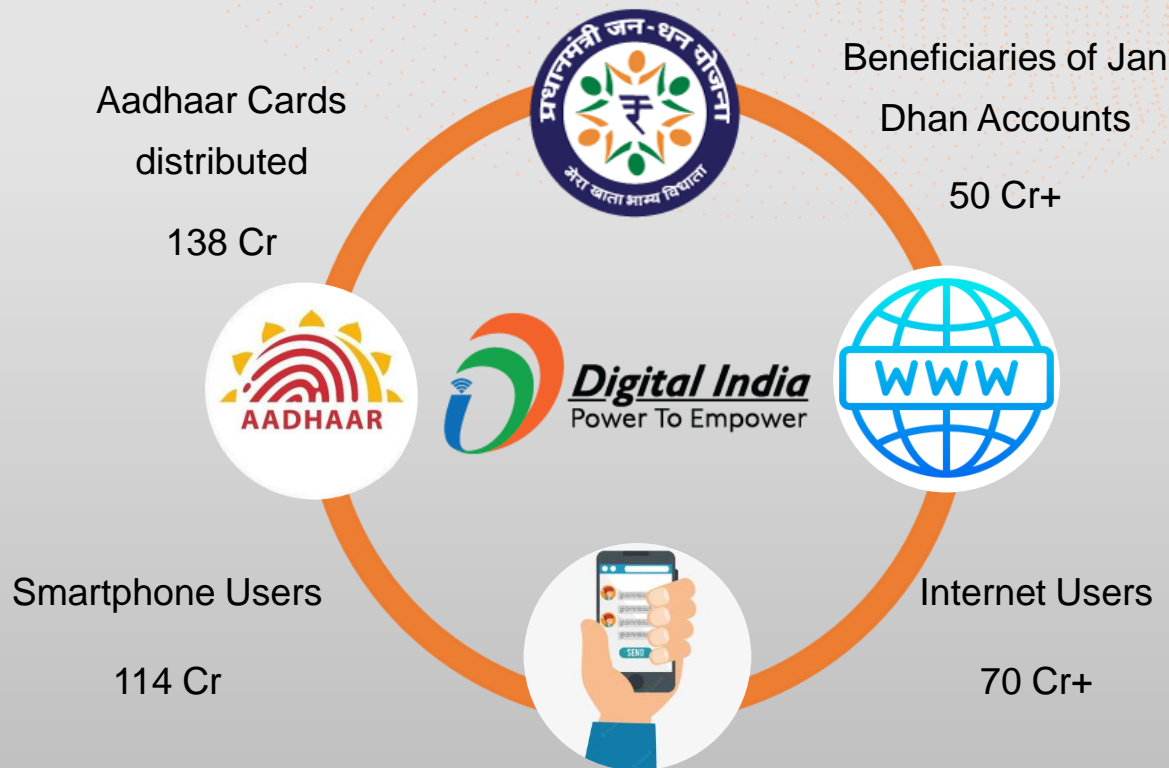 Aadhaar Cards
distributed
138 Cr
प्रधानमंत्री जन-धन योजना
₹
मेरा खाता भाग्य विधाता
Beneficiaries of Jan
Dhan Accounts
50 Cr+
AADHAAR
Digital India
Power To Empower
WWW
Smartphone Users
114 Cr
SEND
Internet Users
70 Cr+